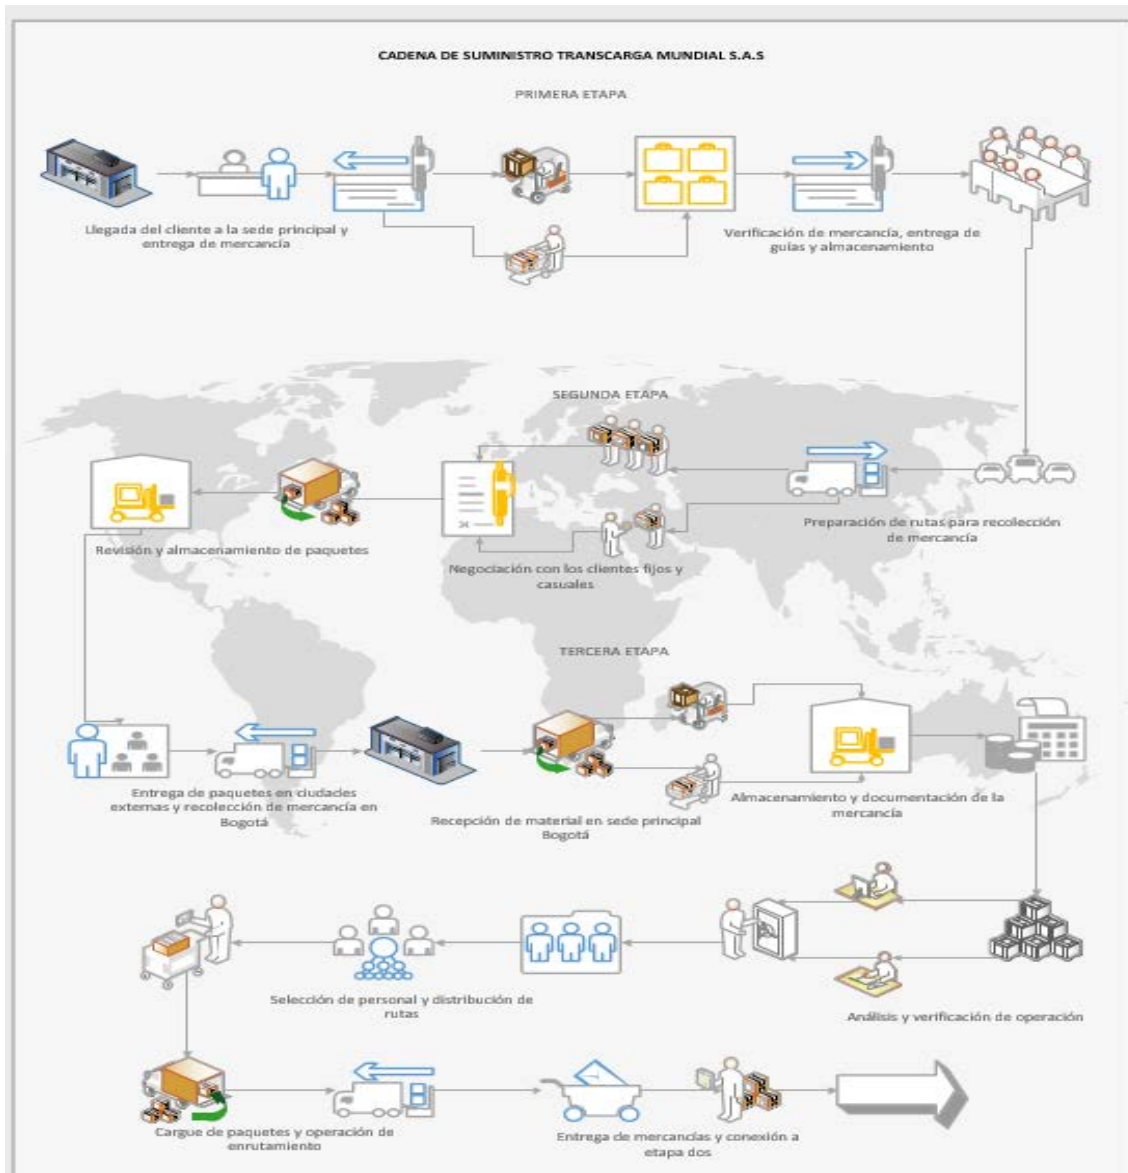 CADENA DE SUMINISTRO TRANSCARGA MUNDIAL S.A.S
PRIMERA ETAPA
Llegada del cliente a la sede principal y
entrega de mercancía
Verificación de mercancía, entrega de
guías y almacenamiento
SEGUNDA ETAPA
Preparación de rutas para recolección
de mercancía
Negociación con los clientes fijos y
casuales
Revisión y almacenamiento de paquetes
TERCERA ETAPA
Entrega de paquetes en ciudades
externas y recolección de mercancía en
Bogotá
Recepción de material en sede principal
Bogotá
Almacenamiento y documentación de la
mercancía
Análisis y verificación de operación
Selección de personal y distribución de
rutas
Cargue de paquetes y operación de
enrutamiento
Entrega de mercancías y conexión a
etapa dos